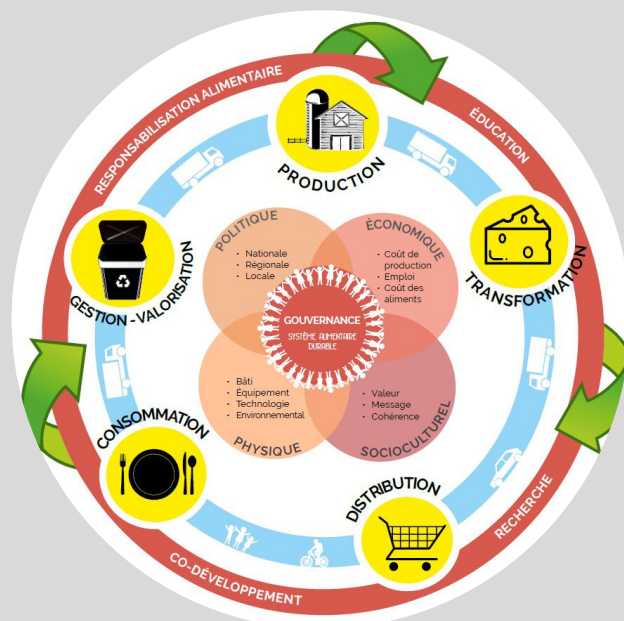 RESPONSABILISATION ALIMENTAIRE
ÉDUCATION
PRODUCTION
TRANSFORMATION
GESTION - VALORISATION
POLITIQUE
• Nationale
• Régionale
• Locale
ÉCONOMIQUE
• Coût de
production
• Emploi
• Coût des
aliments
GOUVERNANCE
SYSTÈME ALIMENTAIRE
DURABLE
• Bâti
• Équipement
• Technologie
• Environnemental
PHYSIQUE
• Valeur
• Message
• Cohérence
SOCIOCULTUREL
CONSOMMATION
DISTRIBUTION
RECHERCHE
CO-DÉVELOPPEMENT